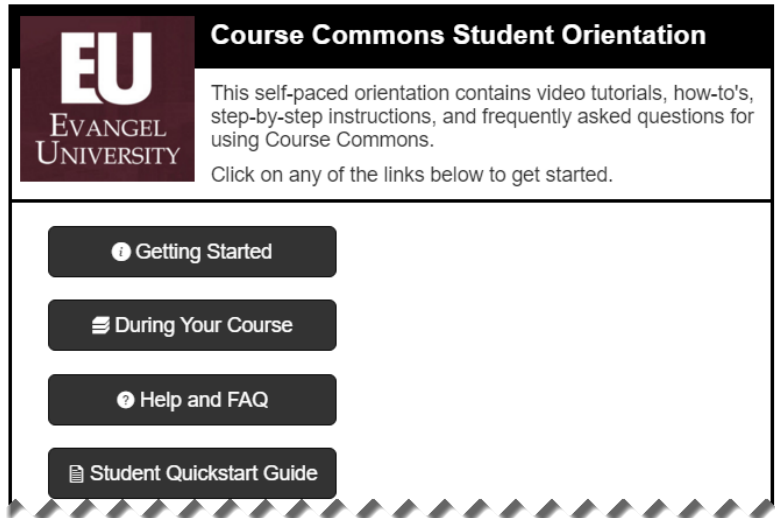 EU
EVANGEL
UNIVERSITY
Course Commons Student Orientation
This self-paced orientation contains video tutorials, how-to's,
step-by-step instructions, and frequently asked questions for
using Course Commons.
Click on any of the links below to get started.
Getting Started
During Your Course
Help and FAQ
Student Quickstart Guide